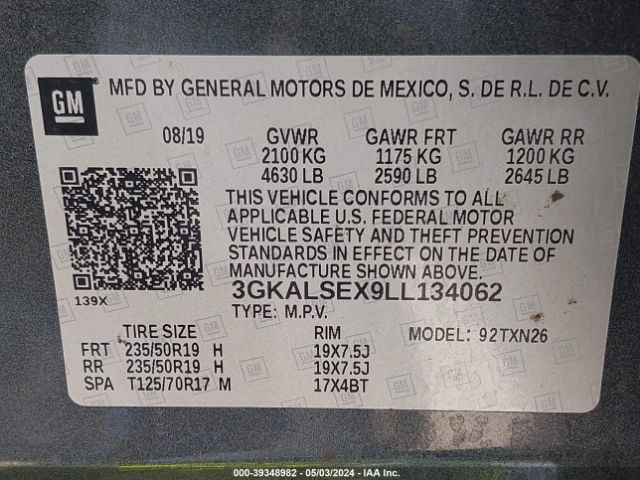 GM
MFD BY GENERAL MOTORS DE MEXICO, S. DE R.L. DE C.V.
08/19 GVWR GAWR FRT GAWR RR
2100 KG 1175 KG 1200 KG
4630 LB 2590 LB 2645 LB
THIS VEHICLE CONFORMS TO ALL
APPLICABLE U.S. FEDERAL MOTOR
VEHICLE SAFETY AND THEFT PREVENTION
STANDARDS IN EFFECT ON THE DATE OF
MANUFACTURE SHOWN ABOVE.
139X 3GKALSEX9LL134062
TYPE: M.P.V.
TIRE SIZE RIM MODEL: 92TXN26
FRT 235/50R19 H 19X7.5J
RR 235/50R19 H 19X7.5J
SPA T125/70R17 M 17X4BT
000-39348982 - 05/03/2024 - IAA Inc.